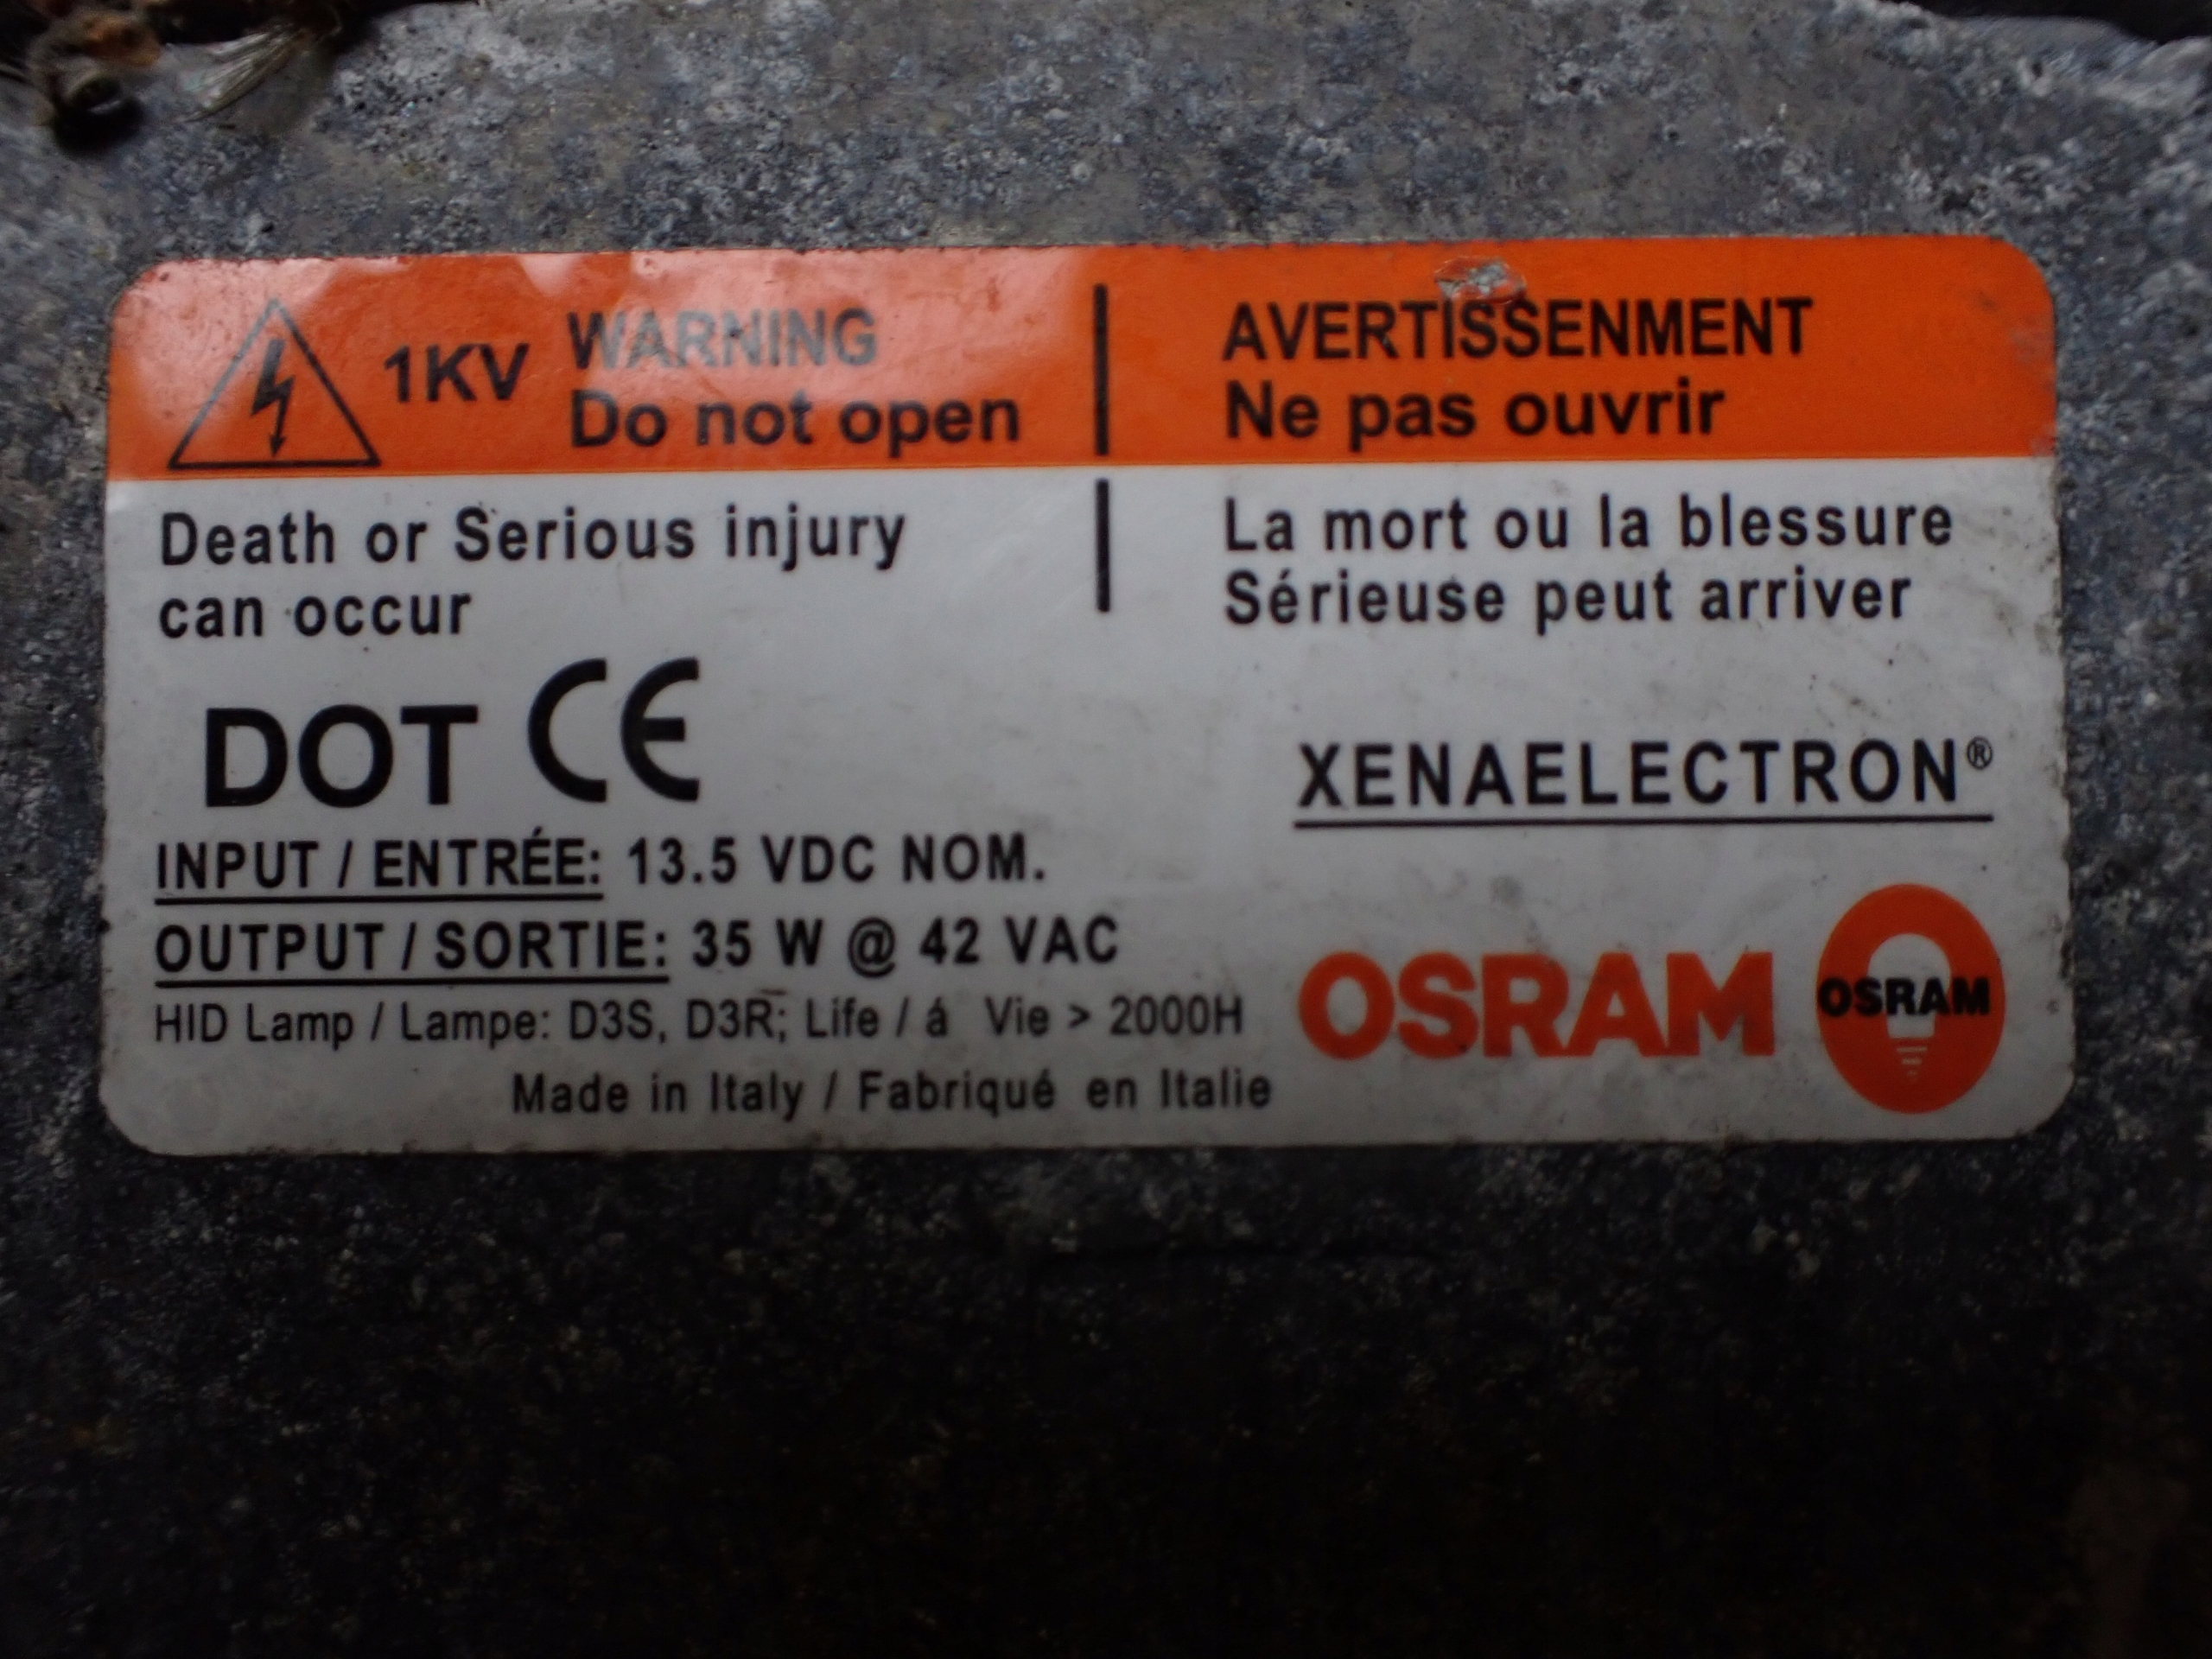 1KV WARNING
Do not open
AVERTISSENMENT
Ne pas ouvrir
Death or Serious injury
can occur
La mort ou la blessure
Sérieuse peut arriver
DOT CE
XENAELECTRON®
INPUT / ENTRÉE: 13.5 VDC NOM.
OUTPUT / SORTIE: 35 W @ 42 VAC
HID Lamp / Lampe: D3S, D3R; Life / á Vie > 2000H
Made in Italy / Fabriqué en Italie
OSRAM
OSRAM